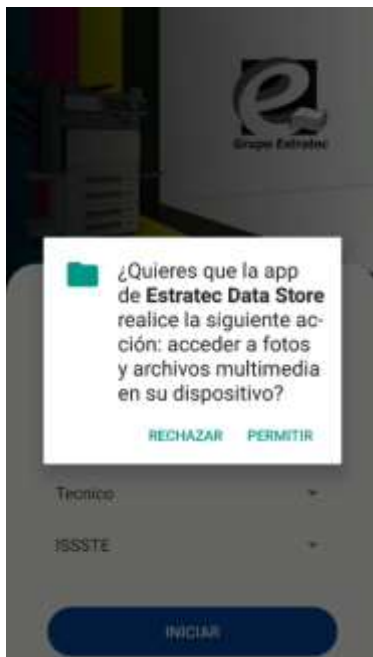 Grupo Estratec
¿Quieres que la app
de Estratec Data Store
realice la siguiente ac-
ción: acceder a fotos
y archivos multimedia
en su dispositivo?
RECHAZAR PERMITIR
Tecnico
ISSSTE
INICIAR